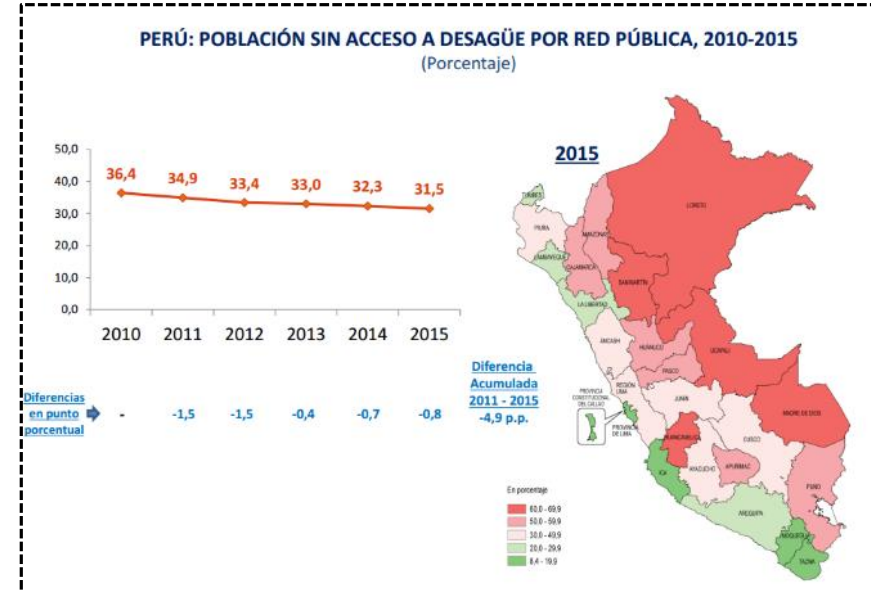 PERÚ: POBLACIÓN SIN ACCESO A DESAGÜE POR RED PÚBLICA, 2010-2015
(Porcentaje)
50,0
40,0
30,0
20,0
10,0
0,0
36,4
34,9
33,4
33,0
32,3
31,5
2010
2011
2012
2013
2014
2015
Diferencias
en punto
porcentual
-
-1,5
-1,5
-0,4
-0,7
-0,8
Diferencia
Acumulada
2011 - 2015
-4,9 p.p.
2015
TUMBES
PIURA
LORETO
AMAZONAS
LAMBAYEQUE
CAJAMARCA
SAN MARTÍN
LA LIBERTAD
ANCASH
HUÁNUCO
UCAYALI
PASCO
REGIÓN
LIMA
PROVINCIA
CONSTITUCIONAL
DEL CALLAO
PROVINCIA
DE LIMA
JUNÍN
MADRE DE DIOS
HUANCAVELICA
CUSCO
ICA
AYACUCHO
APURIMAC
PUNO
AREQUIPA
MOQUEGUA
TACNA
En porcentaje
60,0 - 69,9
50,0 - 59,9
30,0 - 49,9
20,0 - 29,9
8,4 - 19,9